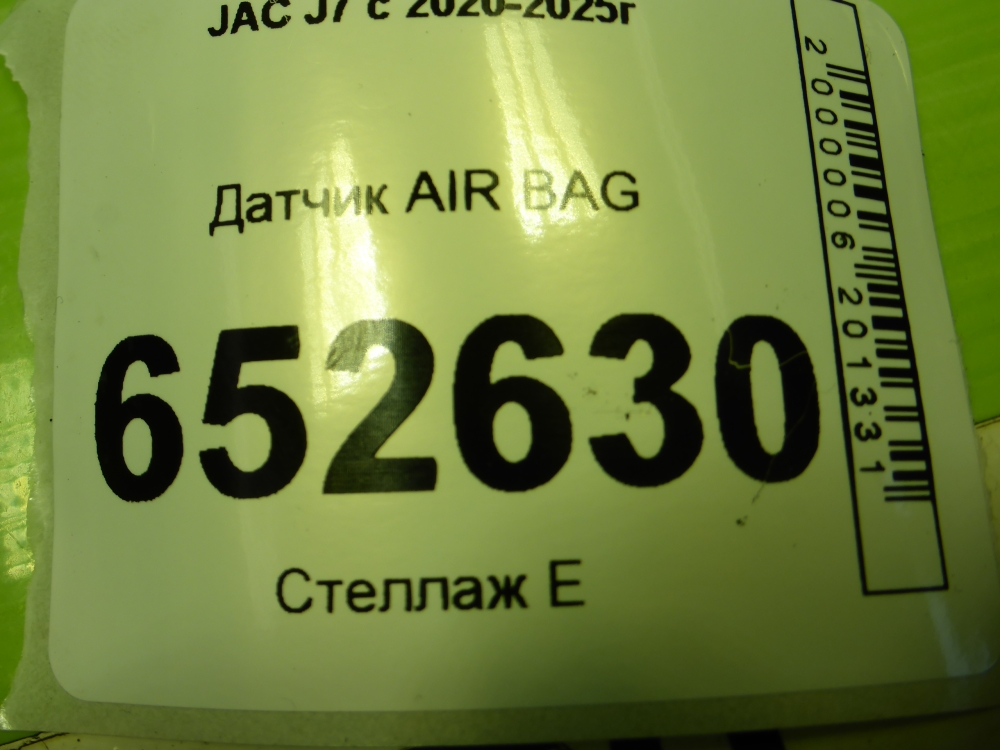 JAC J7 с 2020-2025г
Датчик AIR BAG
652630
Стеллаж Е
2000006201331